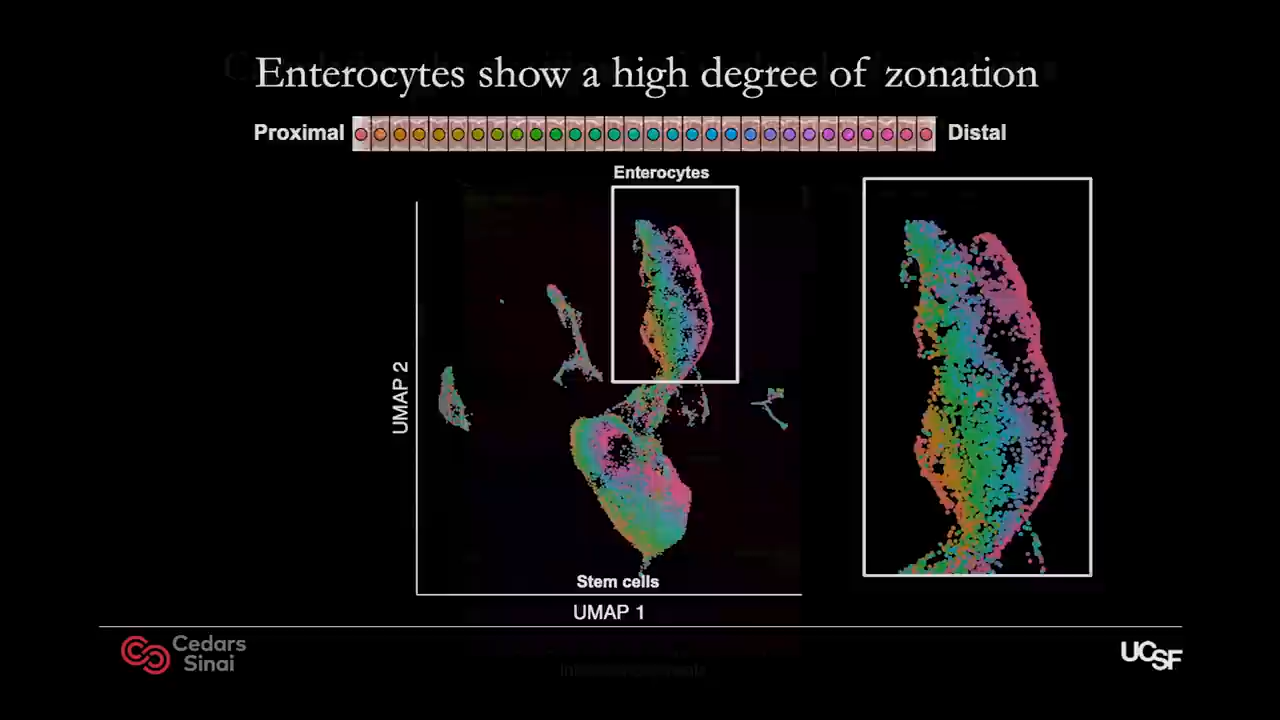 Enterocytes show a high degree of zonation
Proximal
Distal
Enterocytes
UMAP 2
Stem cells
UMAP 1
Cedars
Sinai
UCSF